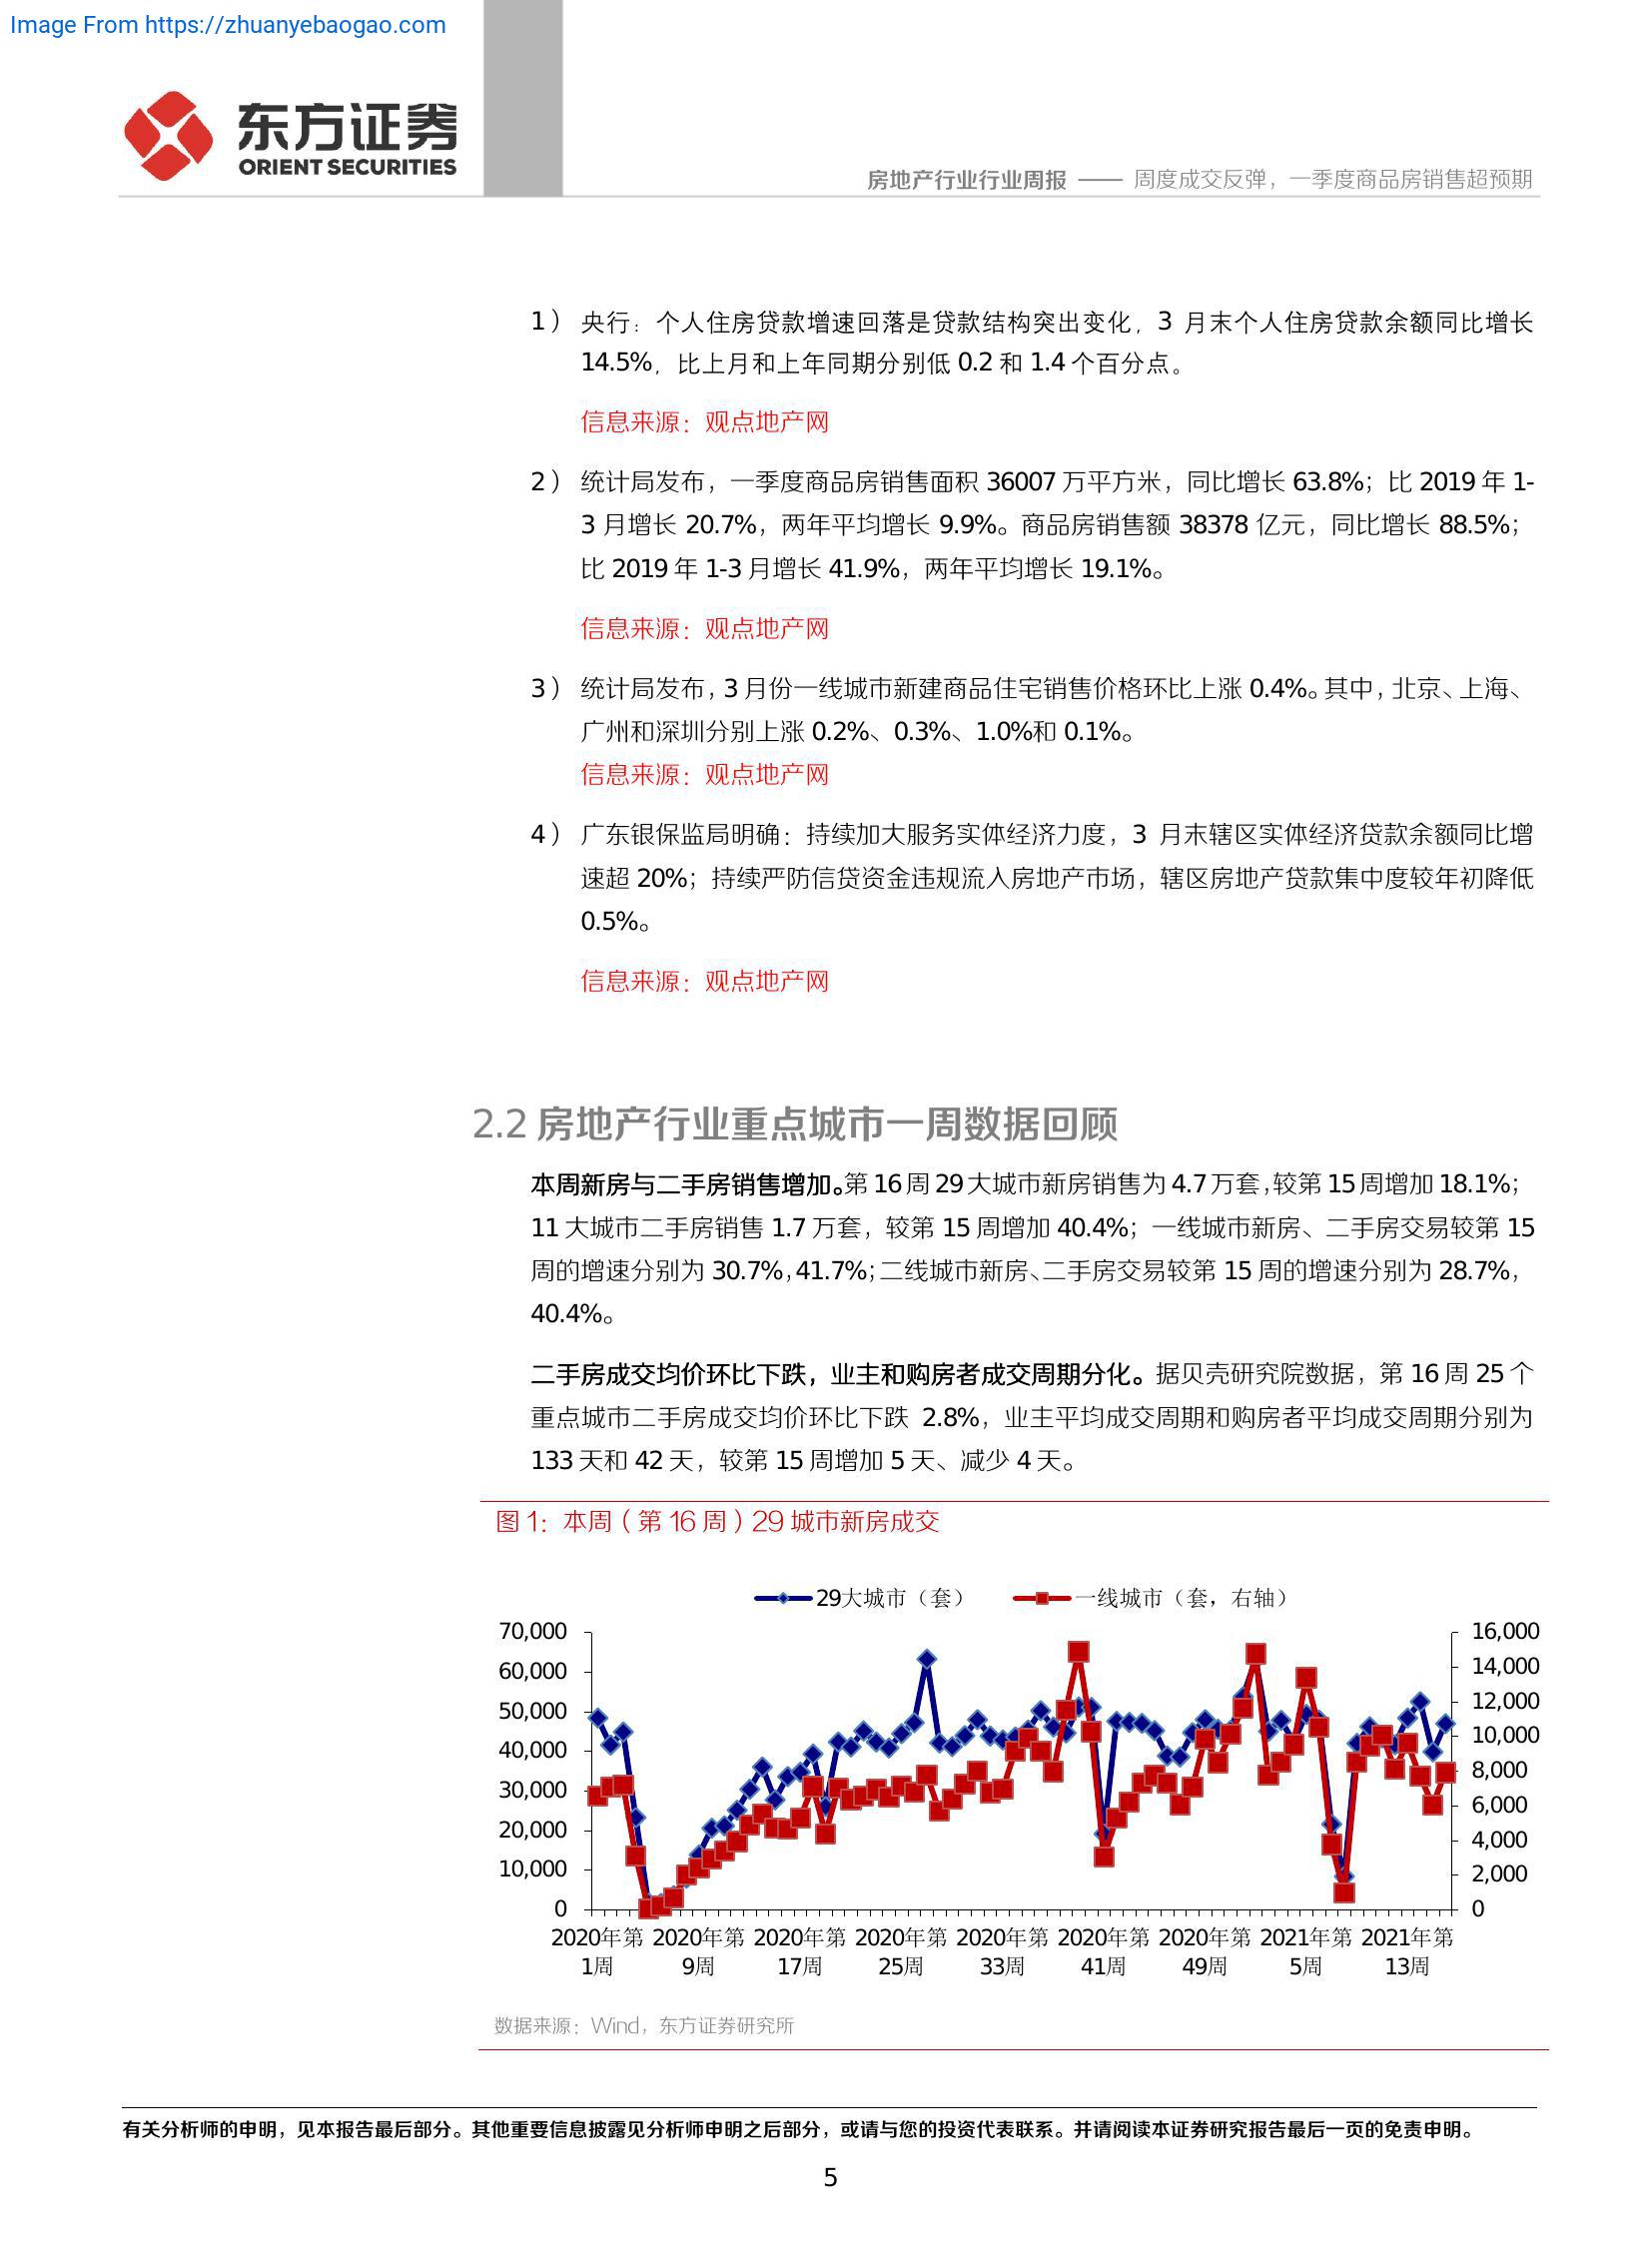 Image From https://zhuanyebaogao.com
东方证券
ORIENT SECURITIES
房地产行业行业周报 —— 周度成交反弹，一季度商品房销售超预期
1） 央行：个人住房贷款增速回落是贷款结构突出变化，3 月末个人住房贷款余额同比增长
14.5%，比上月和上年同期分别低 0.2 和 1.4 个百分点。
信息来源：观点地产网
2） 统计局发布，一季度商品房销售面积 36007 万平方米，同比增长 63.8%；比 2019 年 1-
3 月增长 20.7%，两年平均增长 9.9%。商品房销售额 38378 亿元，同比增长 88.5%；
比 2019 年 1-3 月增长 41.9%，两年平均增长 19.1%。
信息来源：观点地产网
3） 统计局发布，3 月份一线城市新建商品住宅销售价格环比上涨 0.4%。其中，北京、上海、
广州和深圳分别上涨 0.2%、0.3%、1.0%和 0.1%。
信息来源：观点地产网
4） 广东银保监局明确：持续加大服务实体经济力度，3 月末辖区实体经济贷款余额同比增
速超 20%；持续严防信贷资金违规流入房地产市场，辖区房地产贷款集中度较年初降低
0.5%。
信息来源：观点地产网
2.2 房地产行业重点城市一周数据回顾
本周新房与二手房销售增加。第 16 周 29 大城市新房销售为 4.7 万套，较第 15 周增加 18.1%；
11 大城市二手房销售 1.7 万套，较第 15 周增加 40.4%；一线城市新房、二手房交易较第 15
周的增速分别为 30.7%，41.7%；二线城市新房、二手房交易较第 15 周的增速分别为 28.7%，
40.4%。
二手房成交均价环比下跌，业主和购房者成交周期分化。据贝壳研究院数据，第 16 周 25 个
重点城市二手房成交均价环比下跌 2.8%，业主平均成交周期和购房者平均成交周期分别为
133 天和 42 天，较第 15 周增加 5 天、减少 4 天。
图 1：本周（第 16 周）29 城市新房成交
29大城市（套） 一线城市（套，右轴）
70,000 16,000
60,000 14,000
50,000 12,000
40,000 10,000
30,000 8,000
20,000 6,000
10,000 4,000
0 2,000
0
2020年第 2020年第 2020年第 2020年第 2020年第 2020年第 2020年第 2021年第 2021年第
1周 9周 17周 25周 33周 41周 49周 5周 13周
数据来源：Wind，东方证券研究所
有关分析师的申明，见本报告最后部分。其他重要信息披露见分析师申明之后部分，或请与您的投资代表联系。并请阅读本证券研究报告最后一页的免责申明。
5